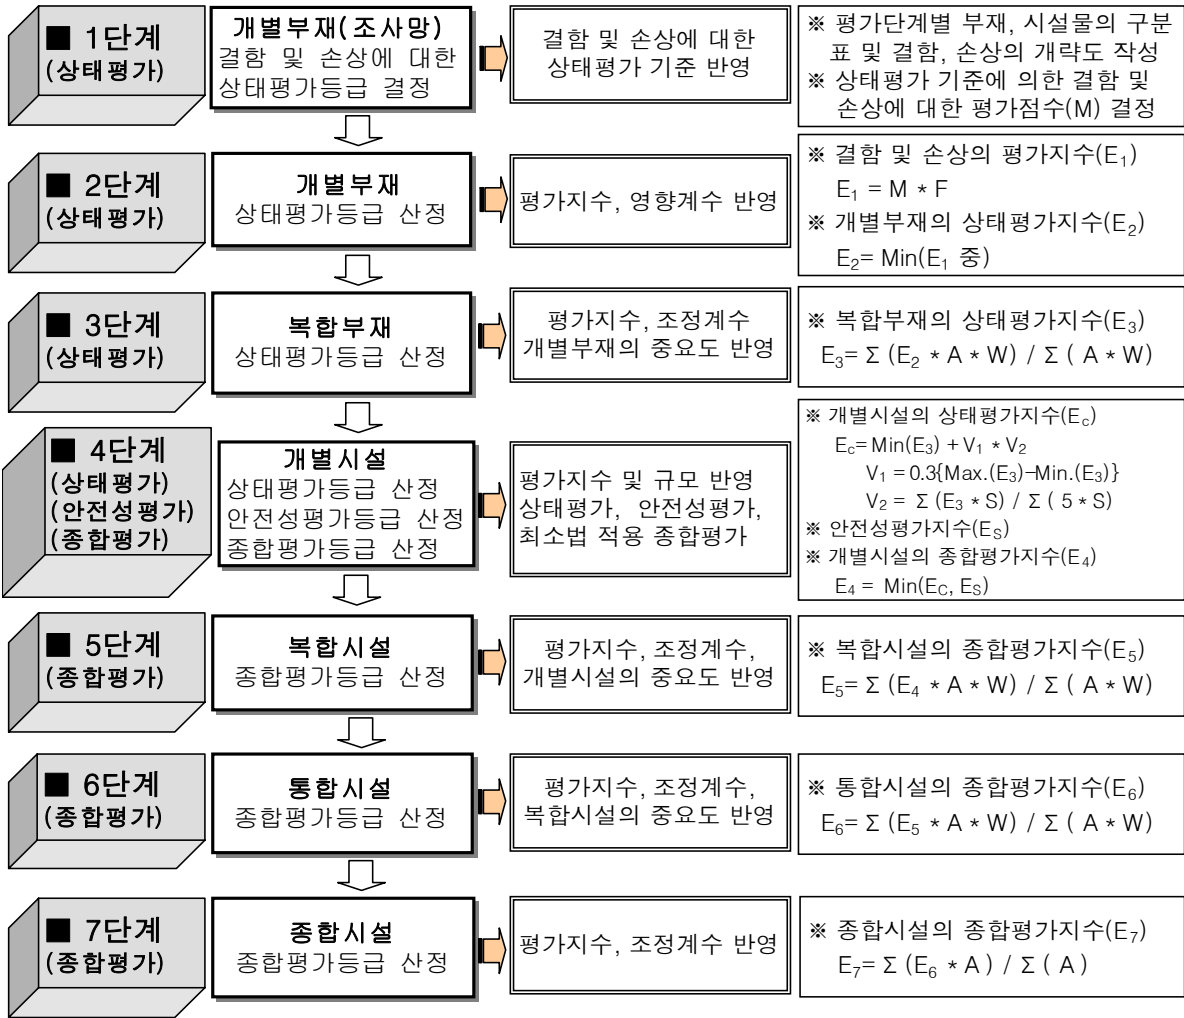 ■ 1단계
(상태평가)
개별부재(조사망)
결함 및 손상에 대한
상태평가등급 결정
결함 및 손상에 대한
상태평가 기준 반영
※ 평가단계별 부재, 시설물의 구분
표 및 결함, 손상의 개략도 작성
※ 상태평가 기준에 의한 결함 및
손상에 대한 평가점수(M) 결정
■ 2단계
(상태평가)
개별부재
상태평가등급 산정
평가지수, 영향계수 반영
※ 결함 및 손상의 평가지수(E₁)
E₁ = M * F
※ 개별부재의 상태평가지수(E₂)
E₂= Min(E₁ 중)
■ 3단계
(상태평가)
복합부재
상태평가등급 산정
평가지수, 조정계수
개별부재의 중요도 반영
※ 복합부재의 상태평가지수(E₃)
E₃= Σ (E₂ * A * W) / Σ ( A * W)
■ 4단계
(상태평가)
(안전성평가)
(종합평가)
개별시설
상태평가등급 산정
안전성평가등급 산정
종합평가등급 산정
평가지수 및 규모 반영
상태평가, 안전성평가,
최소법 적용 종합평가
※ 개별시설의 상태평가지수(Ec)
Ec= Min(E₃) + V₁ * V₂
V₁ = 0.3{Max.(E₃)-Min.(E₃)}
V₂ = Σ (E₃ * S) / Σ ( 5 * S)
※ 안전성평가지수(ES)
※ 개별시설의 종합평가지수(E₄)
E₄ = Min(EC, ES)
■ 5단계
(종합평가)
복합시설
종합평가등급 산정
평가지수, 조정계수,
개별시설의 중요도 반영
※ 복합시설의 종합평가지수(E₅)
E₅= Σ (E₄ * A * W) / Σ ( A * W)
■ 6단계
(종합평가)
통합시설
종합평가등급 산정
평가지수, 조정계수,
복합시설의 중요도 반영
※ 통합시설의 종합평가지수(E₆)
E₆= Σ (E₅ * A * W) / Σ ( A * W)
■ 7단계
(종합평가)
종합시설
종합평가등급 산정
평가지수, 조정계수 반영
※ 종합시설의 종합평가지수(E₇)
E₇= Σ (E₆ * A ) / Σ ( A )